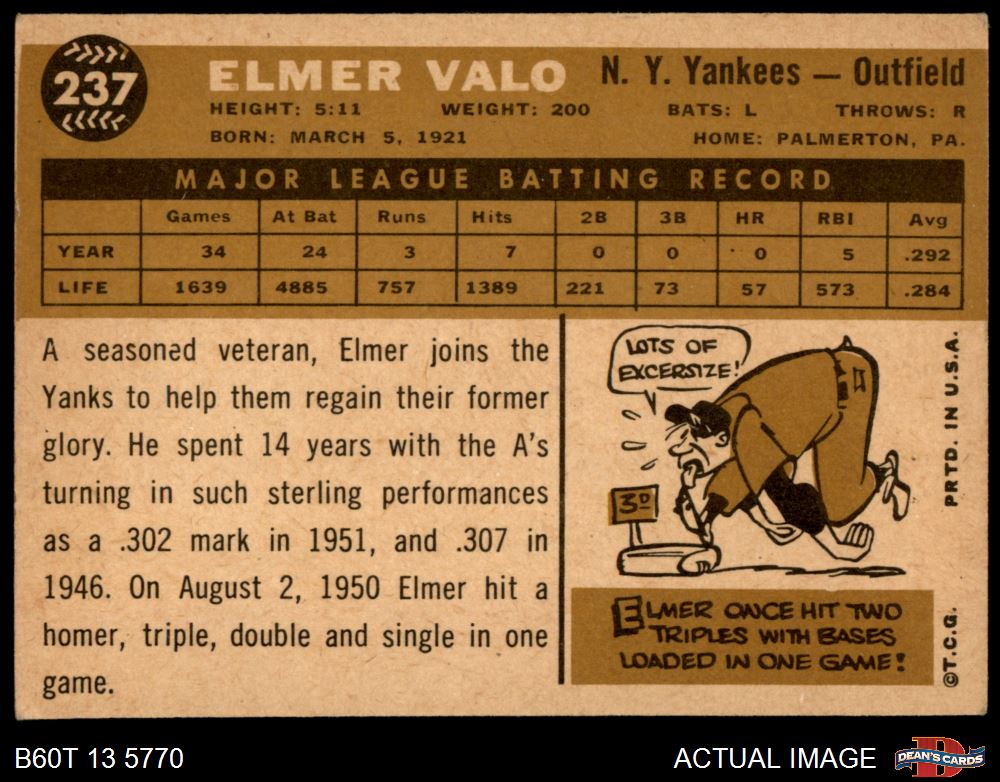 237
ELMER VALO
N. Y. Yankees — Outfield
HEIGHT: 5:11 WEIGHT: 200 BATS: L THROWS: R
BORN: MARCH 5, 1921 HOME: PALMERTON, PA.
MAJOR LEAGUE BATTING RECORD
Games At Bat Runs Hits 2B 3B HR RBI Avg
YEAR 34 24 3 7 0 0 0 5 .292
LIFE 1639 4885 757 1389 221 73 57 573 .284
A seasoned veteran, Elmer joins the
Yanks to help them regain their former
glory. He spent 14 years with the A's
turning in such sterling performances
as a .302 mark in 1951, and .307 in
1946. On August 2, 1950 Elmer hit a
homer, triple, double and single in one
game.
LOTS OF
EXCERSIZE!
3D
ELMER ONCE HIT TWO
TRIPLES WITH BASES
LOADED IN ONE GAME!
©T.C.G. PRTD. IN U.S.A.
B60T 13 5770
ACTUAL IMAGE
D
DEAN'S CARDS